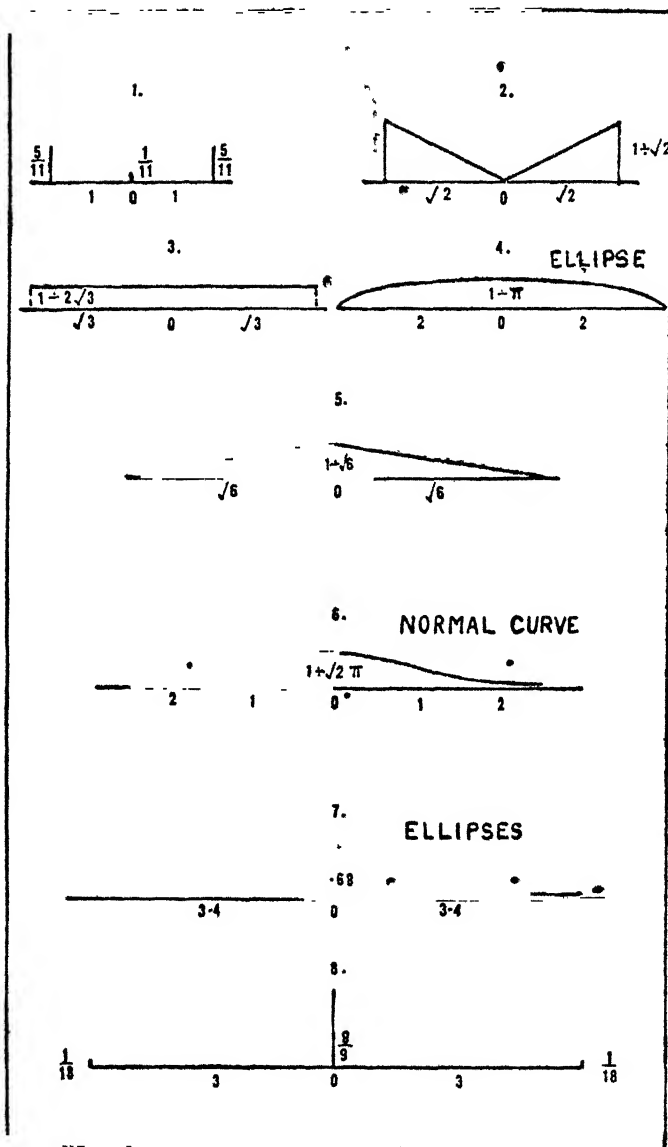 1.
2.
5/11 1/11 5/11
1 0 1
1÷√2
√2 0 √2
3.
4.
ELLIPSE
1÷2√3
√3 0 √3
1÷π
2 0 2
5.
1÷√6
√6 0 √6
6.
NORMAL CURVE
1÷√2 π
2 1 0 1 2
7.
ELLIPSES
·68
3·4 0 3·4
8.
8/9
1/18 1/18
3 0 3